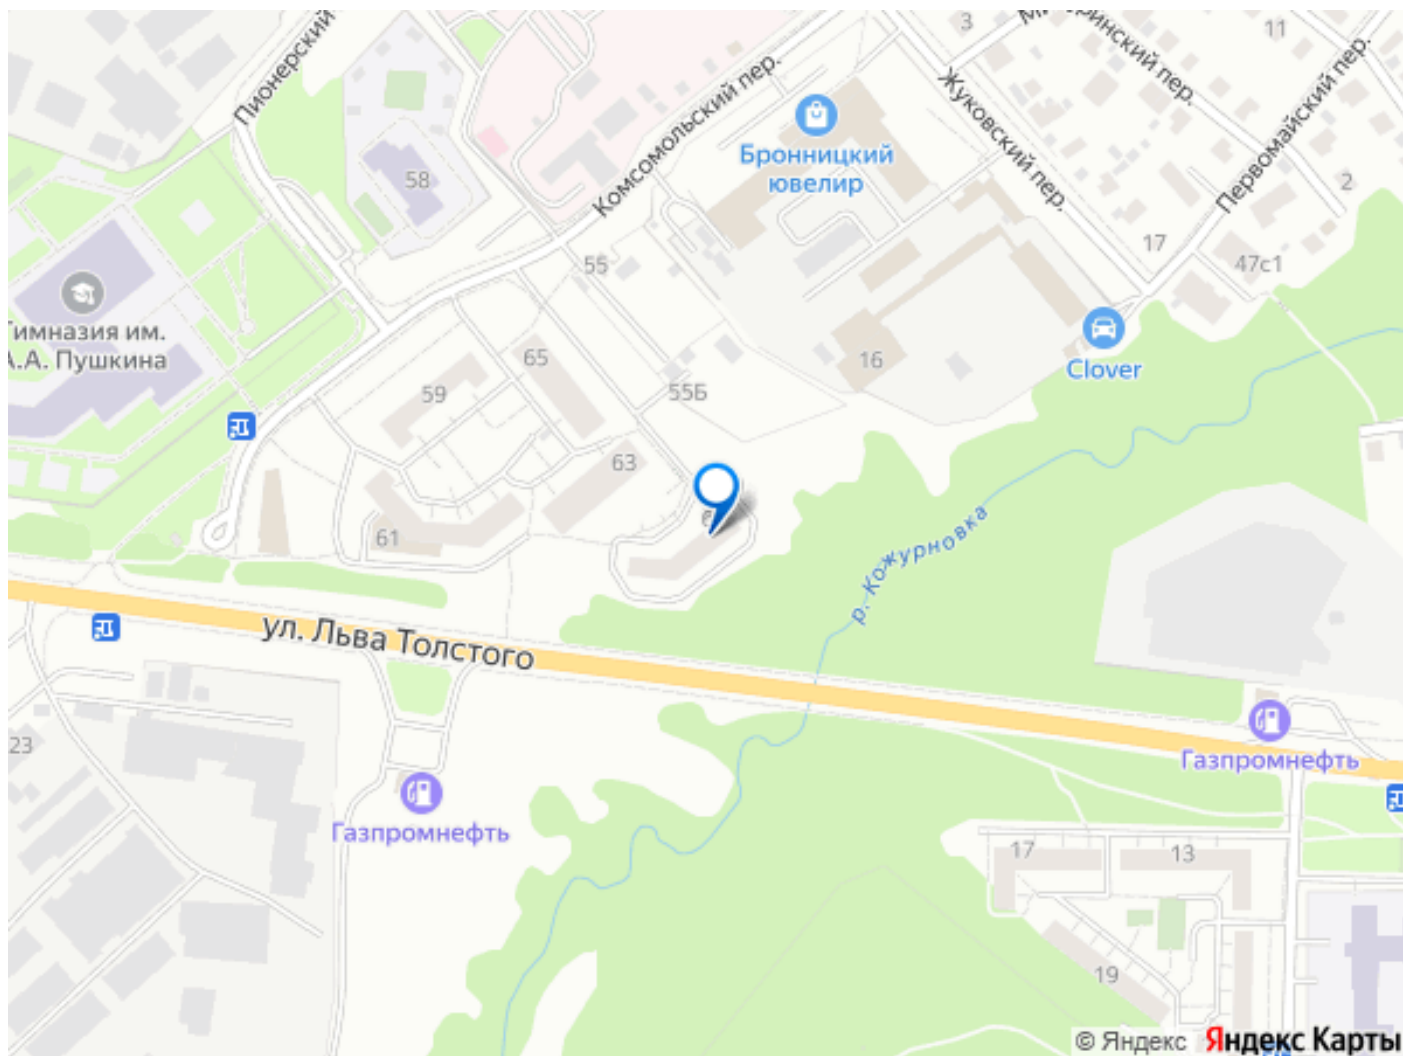 Пионерский
3
11
Комсомольский пер.
Жуковский пер.
Первомайский пер.
Бронницкий
ювелир
58
2
17
55
47с1
Гимназия им.
А.А. Пушкина
65
16
Clover
59
55Б
63
61
р. Кожурновка
ул. Льва Толстого
23
Газпромнефть
Газпромнефть
17
13
19
© Яндекс Яндекс Карты